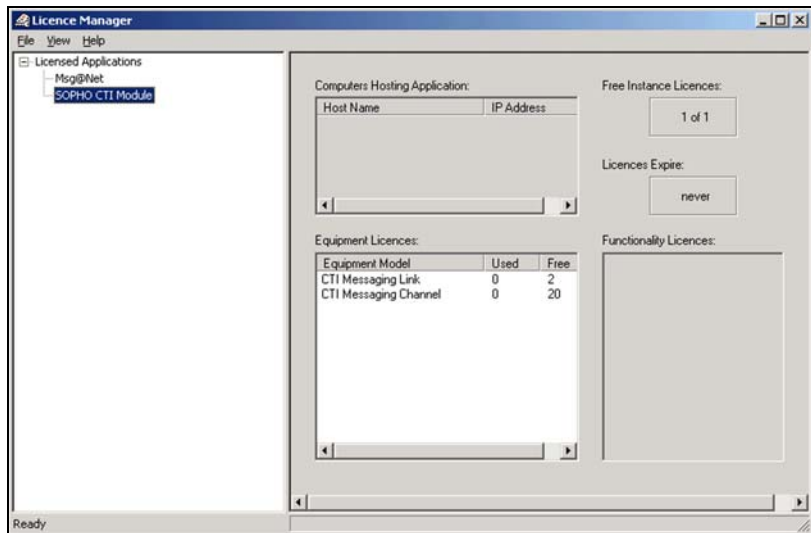 Licence Manager
File View Help
Licensed Applications
Msg@Net
SOPHO CTI Module
Computers Hosting Application:
Host Name IP Address
Free Instance Licences:
1 of 1
Licences Expire:
never
Equipment Licences:
Equipment Model Used Free
CTI Messaging Link 0 2
CTI Messaging Channel 0 20
Functionality Licences:
Ready